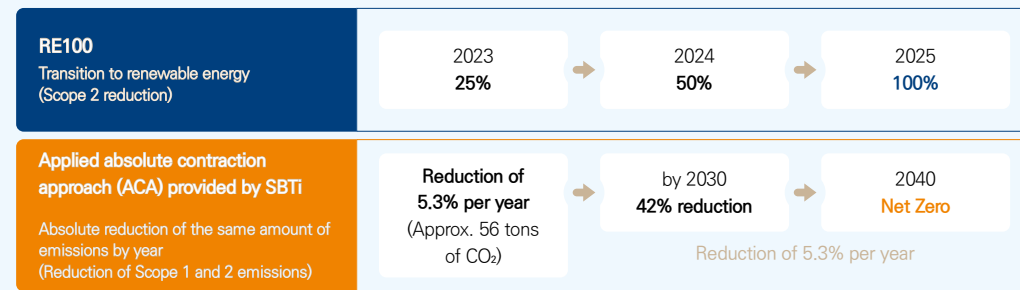 RE100
Transition to renewable energy
(Scope 2 reduction)
2023
25%
2024
50%
2025
100%
Applied absolute contraction
approach (ACA) provided by SBTi
Absolute reduction of the same amount of
emissions by year
(Reduction of Scope 1 and 2 emissions)
Reduction of
5.3% per year
(Approx. 56 tons
of CO₂)
by 2030
42% reduction
2040
Net Zero
Reduction of 5.3% per year